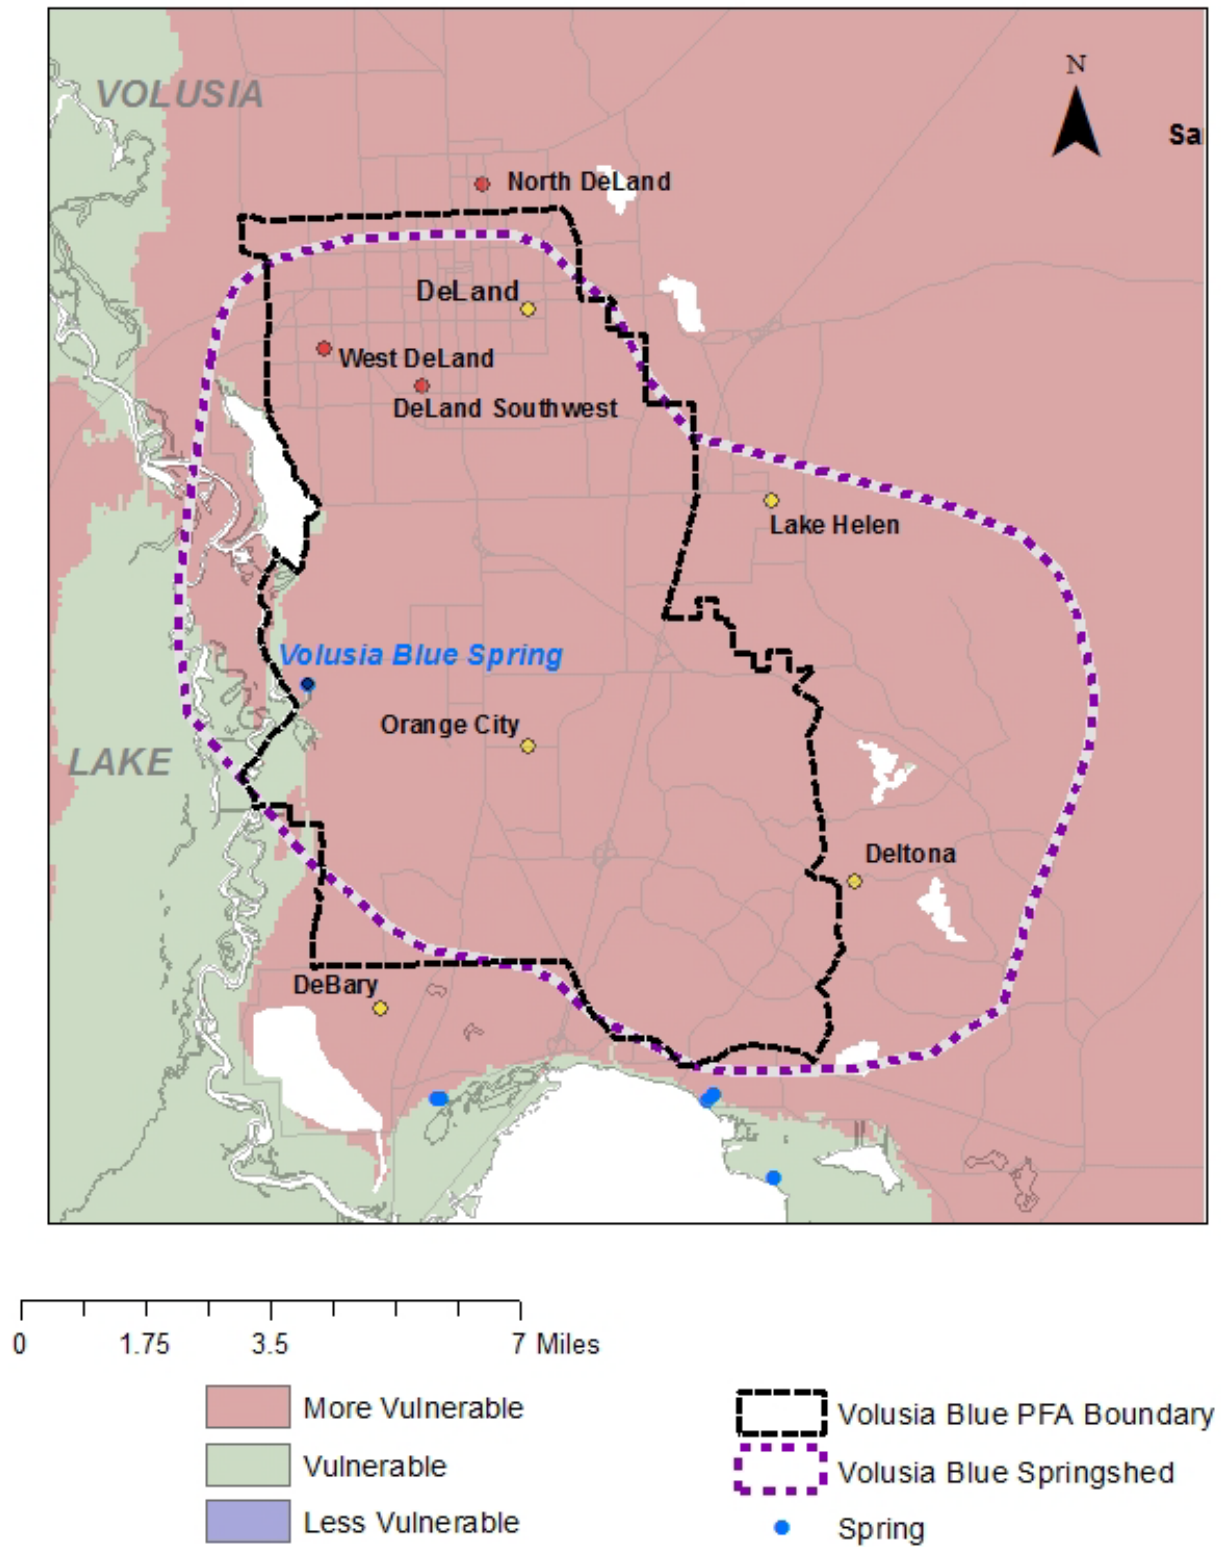 VOLUSIA
N
Sa
North DeLand
DeLand
West DeLand
DeLand Southwest
Lake Helen
Volusia Blue Spring
Orange City
LAKE
Deltona
DeBary
0 1.75 3.5 7 Miles
More Vulnerable
Vulnerable
Less Vulnerable
Volusia Blue PFA Boundary
Volusia Blue Springshed
Spring